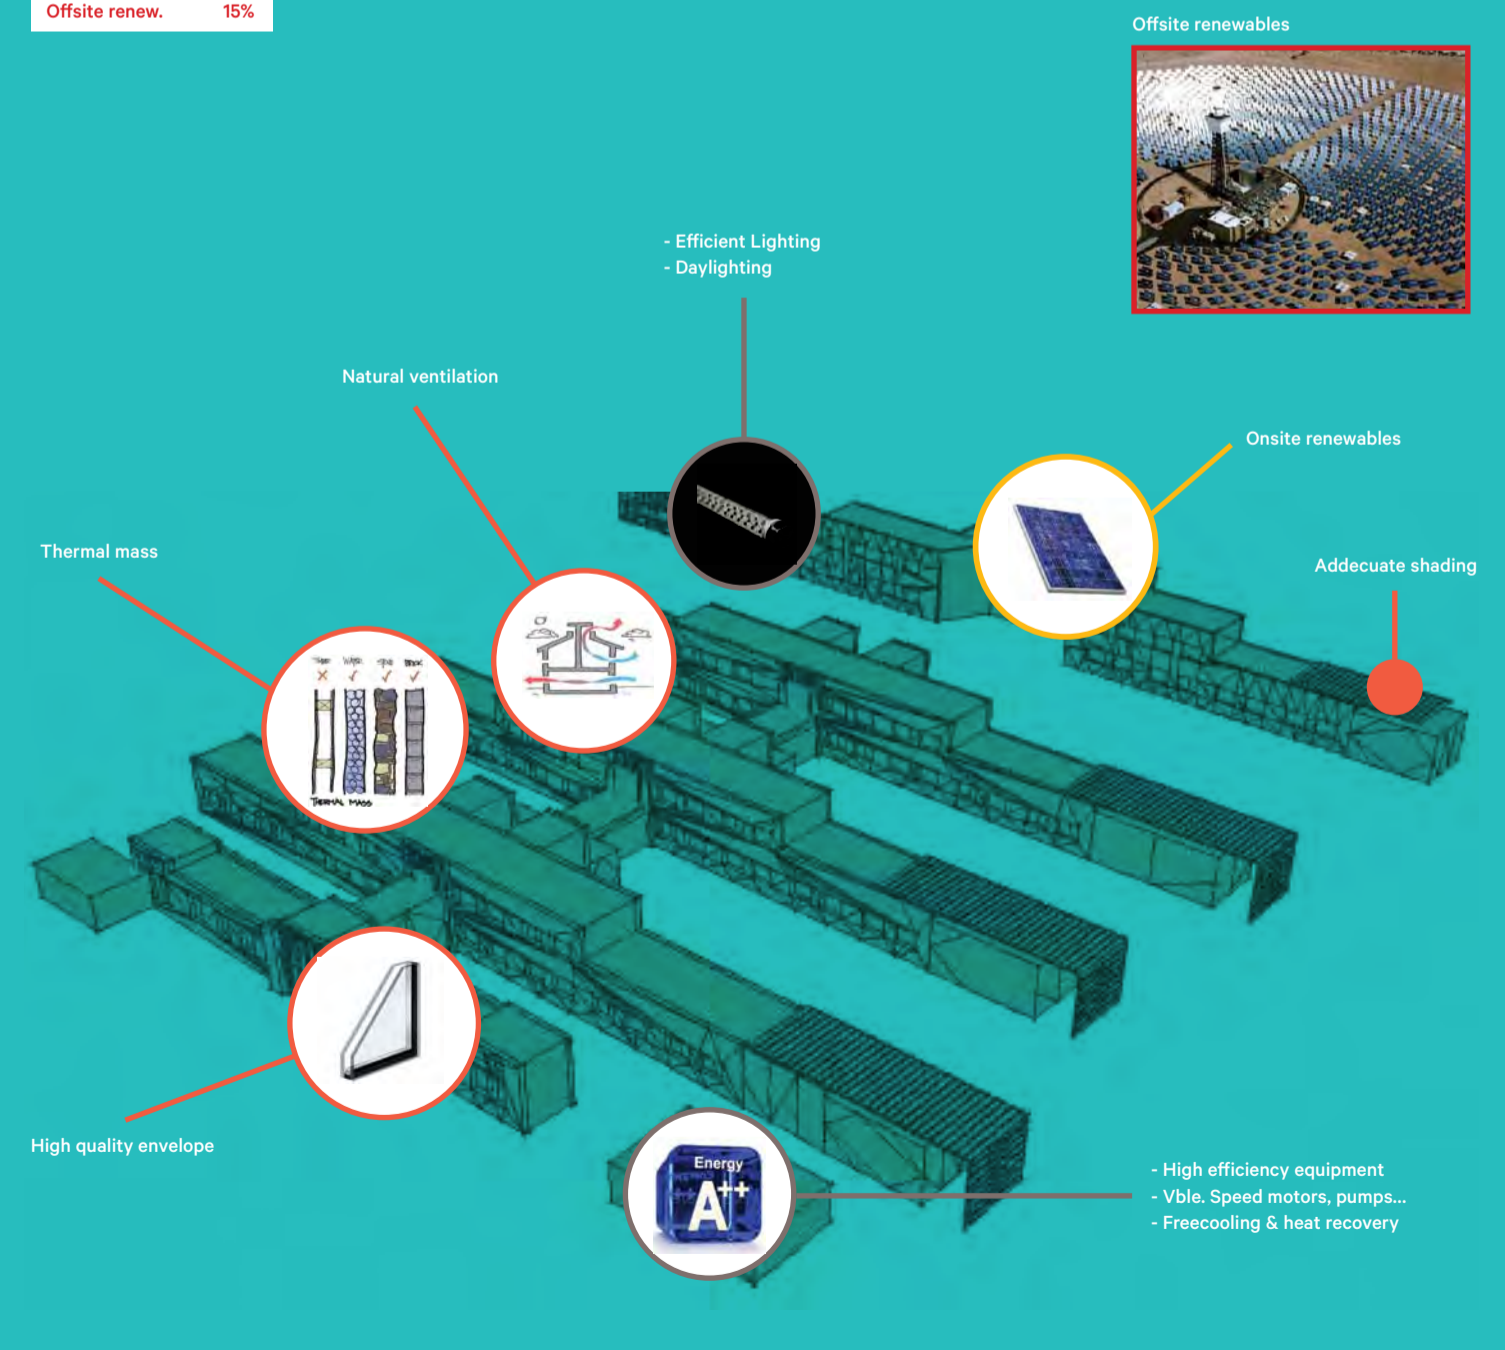 Offsite renew. 15%
Offsite renewables
- Efficient Lighting
- Daylighting
Natural ventilation
Onsite renewables
Thermal mass
Addecuate shading
THERMAL MASS
High quality envelope
Energy
A++
- High efficiency equipment
- Vble. Speed motors, pumps...
- Freecooling & heat recovery